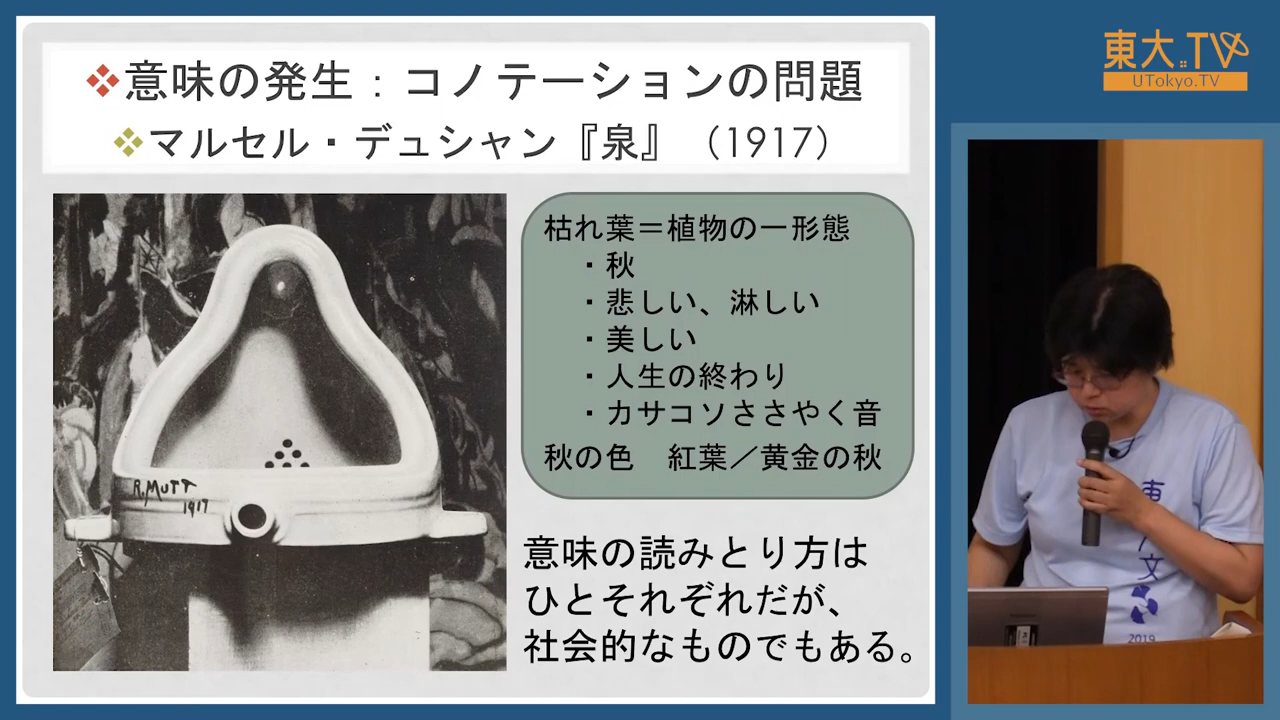 ❖意味の発生：コノテーションの問題
❖マルセル・デュシャン『泉』（1917）
枯れ葉＝植物の一形態
・秋
・悲しい、淋しい
・美しい
・人生の終わり
・カサコソささやく音
秋の色　紅葉／黄金の秋
意味の読みとり方は
ひとそれぞれだが、
社会的なものでもある。
R.MUTT
1917
東大.TV
UTokyo.TV
文
2019